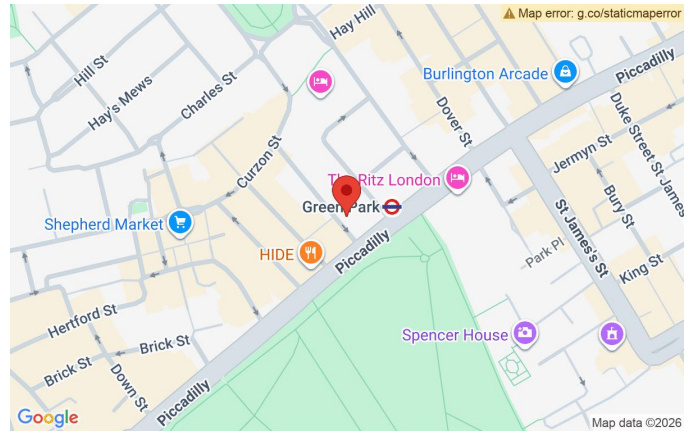 Map error: g.co/staticmaperror
Hay Hill
Hill St
Burlington Arcade
Piccadilly
Hay's Mews
Charles St
Dover St
Duke Street St James
Curzon St
Jermyn St
The Ritz London
Bury St
Green Park
St James's St
Shepherd Market
Park Pl
HIDE
Piccadilly
King St
Hertford St
Spencer House
Brick St
Brick St
Down St
Piccadilly
Google
Map data ©2026